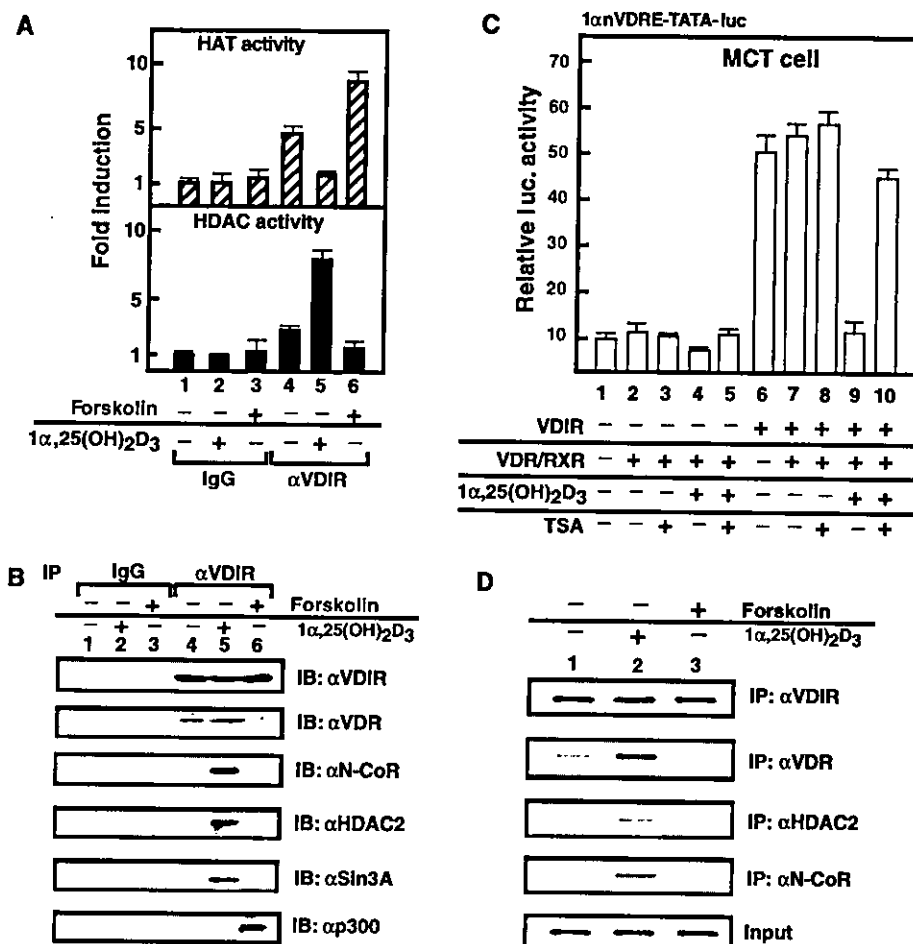 A
HAT activity
10
5
1
HDAC activity
10
5
1
Fold induction
1 2 3 4 5 6
Forskolin − − + − − +
1α,25(OH)₂D₃ − + − − + −
IgG αVDIR
B IP IgG αVDIR
− − + − − + Forskolin
− + − − + − 1α,25(OH)₂D₃
1 2 3 4 5 6
IB: αVDIR
IB: αVDR
IB: αN-CoR
IB: αHDAC2
IB: αSin3A
IB: αp300
C
1αnVDRE-TATA-luc
MCT cell
70
60
50
40
30
20
10
Relative luc. activity
1 2 3 4 5 6 7 8 9 10
VDIR − − − − − + + + + +
VDR/RXR − + + + + − + + + +
1α,25(OH)₂D₃ − − − + + − − − + +
TSA − − + − + − − + − +
D
− − + Forskolin
− + − 1α,25(OH)₂D₃
1 2 3
IP: αVDIR
IP: αVDR
IP: αHDAC2
IP: αN-CoR
Input